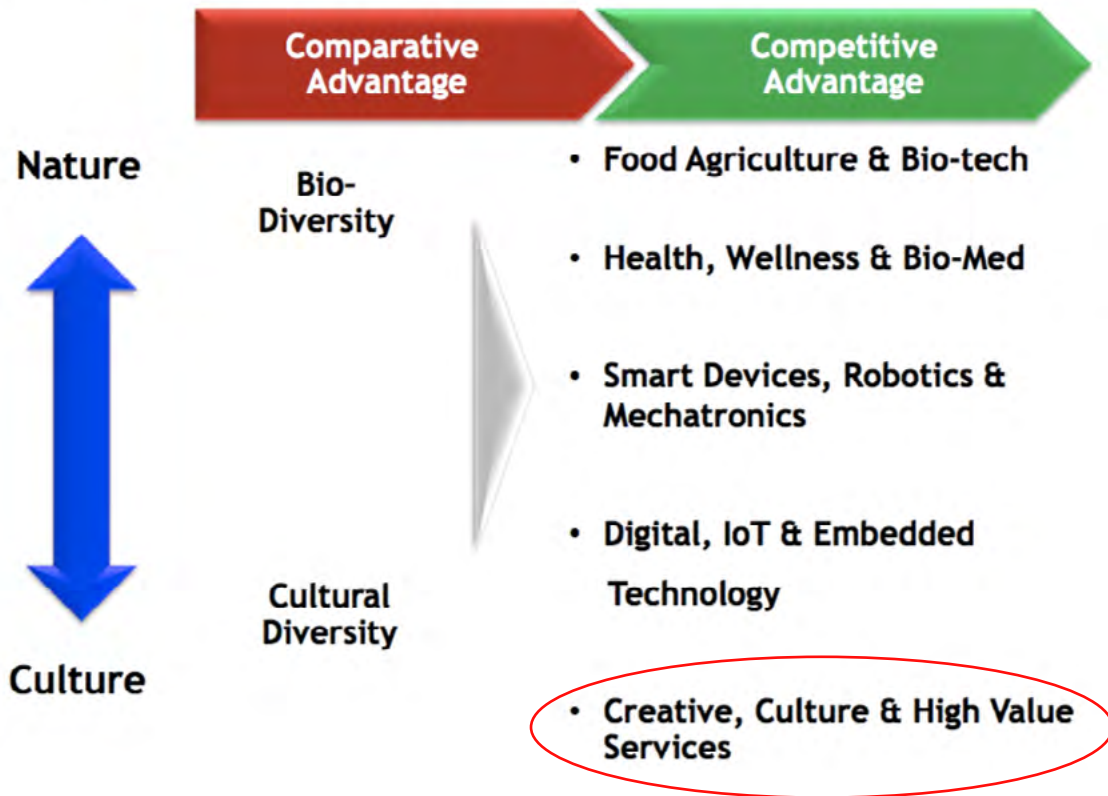 Comparative
Advantage
Competitive
Advantage
Nature
Bio-
Diversity
• Food Agriculture & Bio-tech
• Health, Wellness & Bio-Med
• Smart Devices, Robotics &
Mechatronics
• Digital, IoT & Embedded
Technology
Cultural
Diversity
Culture
• Creative, Culture & High Value
Services